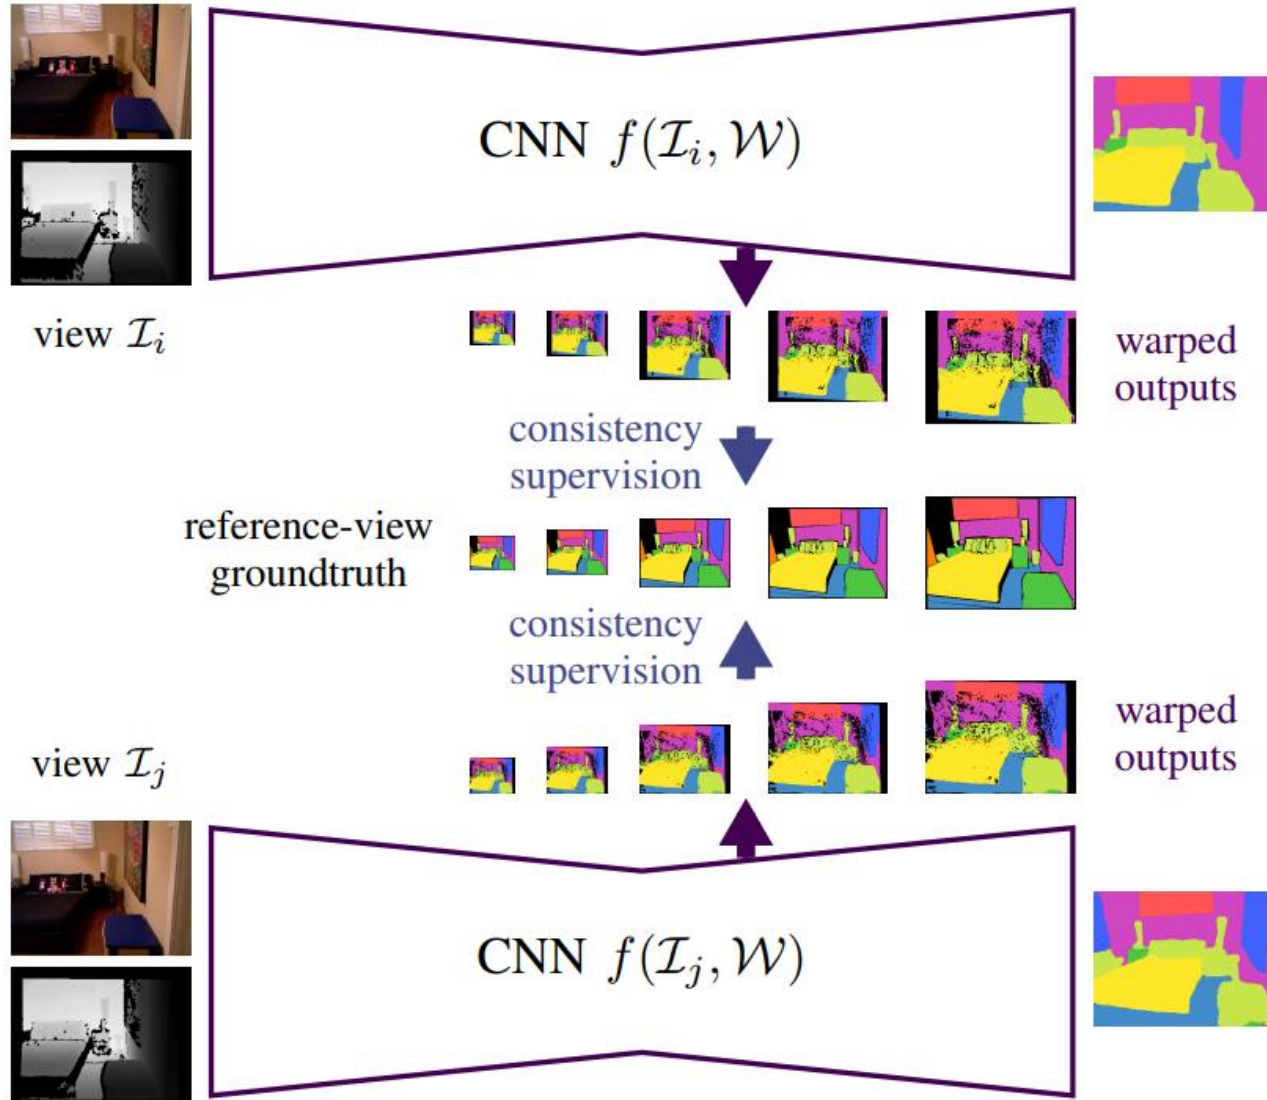 CNN f(ℐᵢ, 𝒲)
view ℐᵢ
warped
outputs
consistency
supervision
reference-view
groundtruth
consistency
supervision
warped
outputs
view ℐⱼ
CNN f(ℐⱼ, 𝒲)